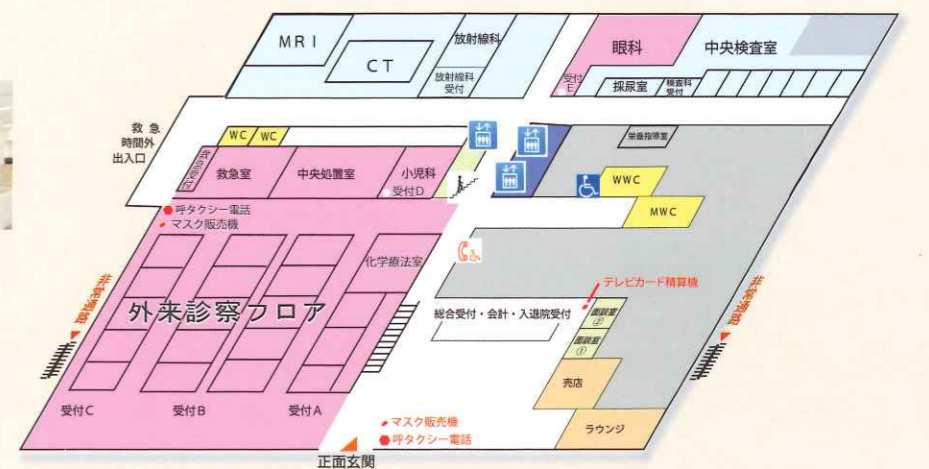 MRI
CT
放射線科
放射線科
受付
眼科
受付
E
中央検査室
採尿室
検査科
受付
救急
時間外
出入口
WC
WC
救急受付
救急室
中央処置室
小児科
受付D
栄養指導室
WWC
MWC
呼タクシー電話
マスク販売機
化学療法室
外来診察フロア
非常通路
テレビカード精算機
非常通路
総合受付・会計・入退院受付
面談室
②
面談室
①
売店
ラウンジ
受付C
受付B
受付A
マスク販売機
呼タクシー電話
正面玄関